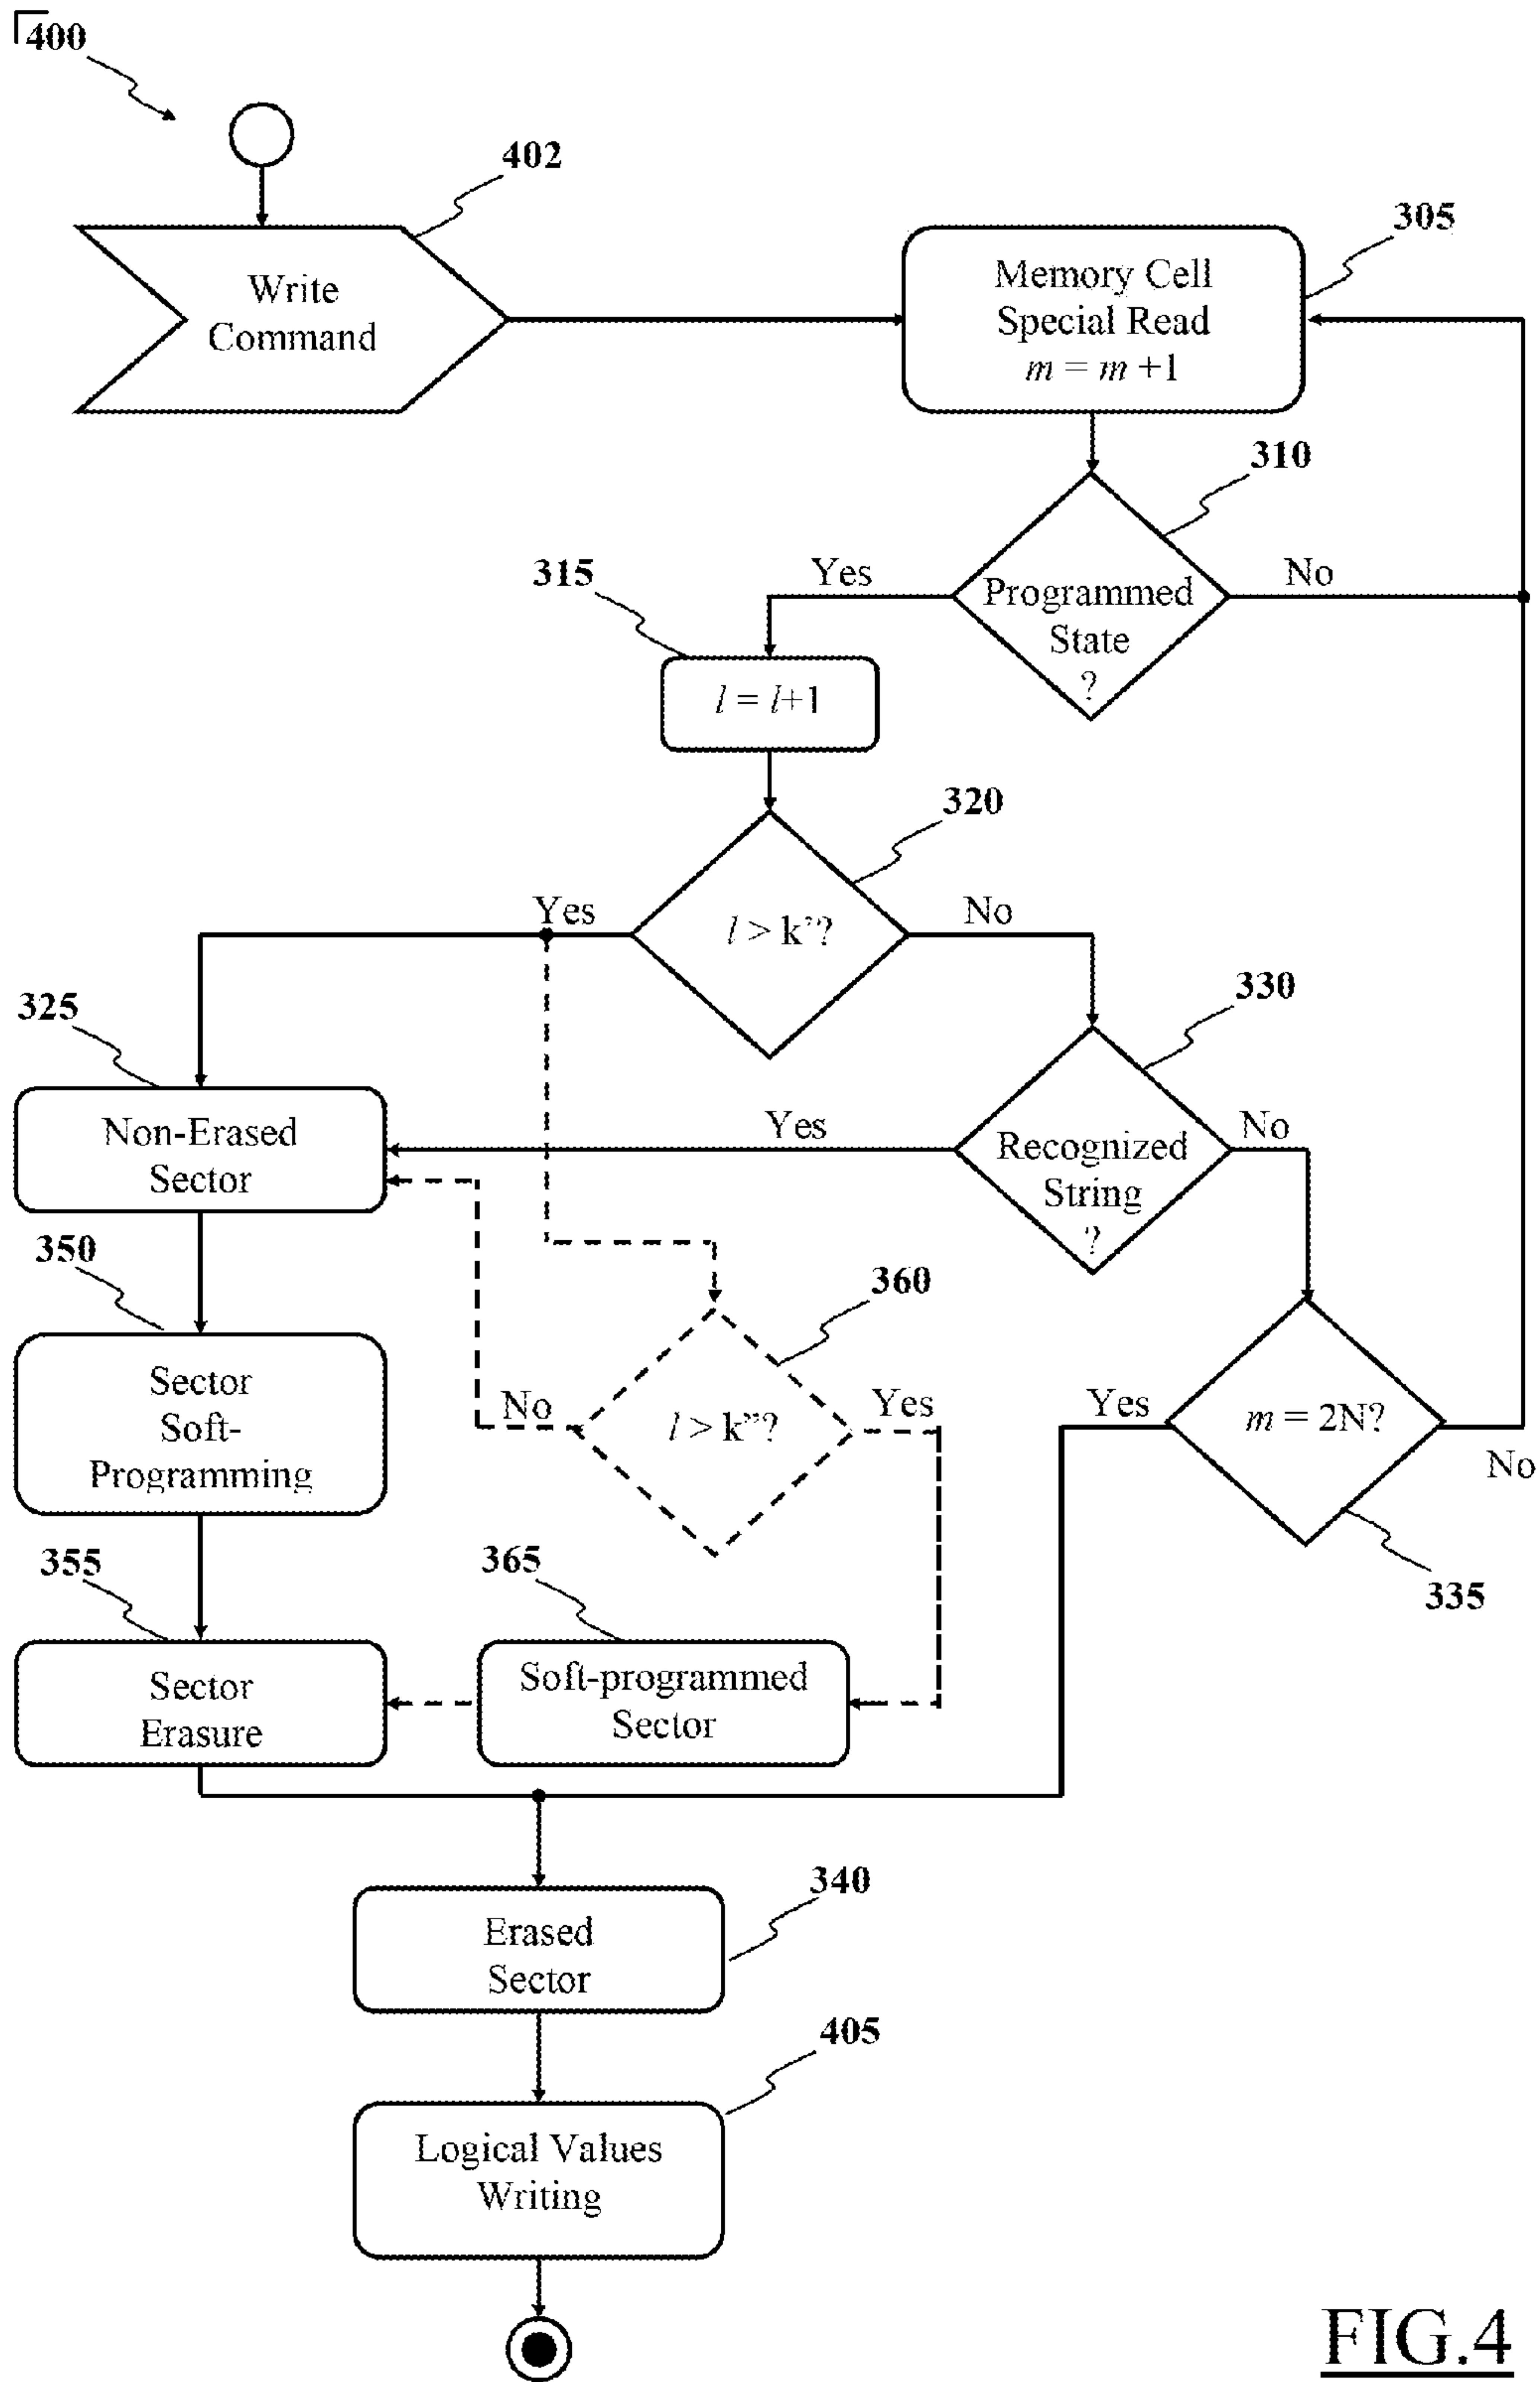 400
402
Write
Command
305
Memory Cell
Special Read
m = m +1
310
Programmed
State
?
Yes
No
315
l = l+1
320
l > k’?
Yes
No
325
Non-Erased
Sector
330
Recognized
String
?
Yes
No
350
Sector
Soft-
Programming
360
l > k”?
No
Yes
m = 2N?
Yes
No
335
355
Sector
Erasure
365
Soft-programmed
Sector
340
Erased
Sector
405
Logical Values
Writing
FIG.4